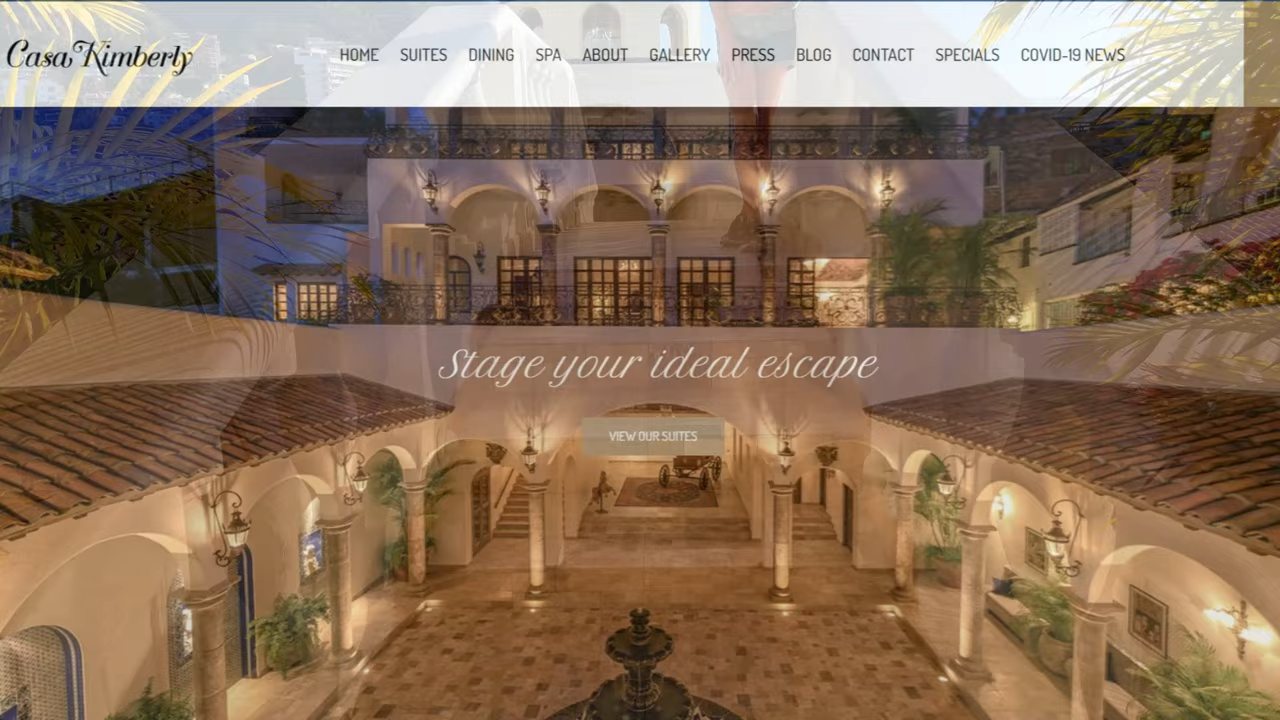 Casa Kimberly
HOME SUITES DINING SPA ABOUT GALLERY PRESS BLOG CONTACT SPECIALS COVID-19 NEWS
Stage your ideal escape
VIEW OUR SUITES